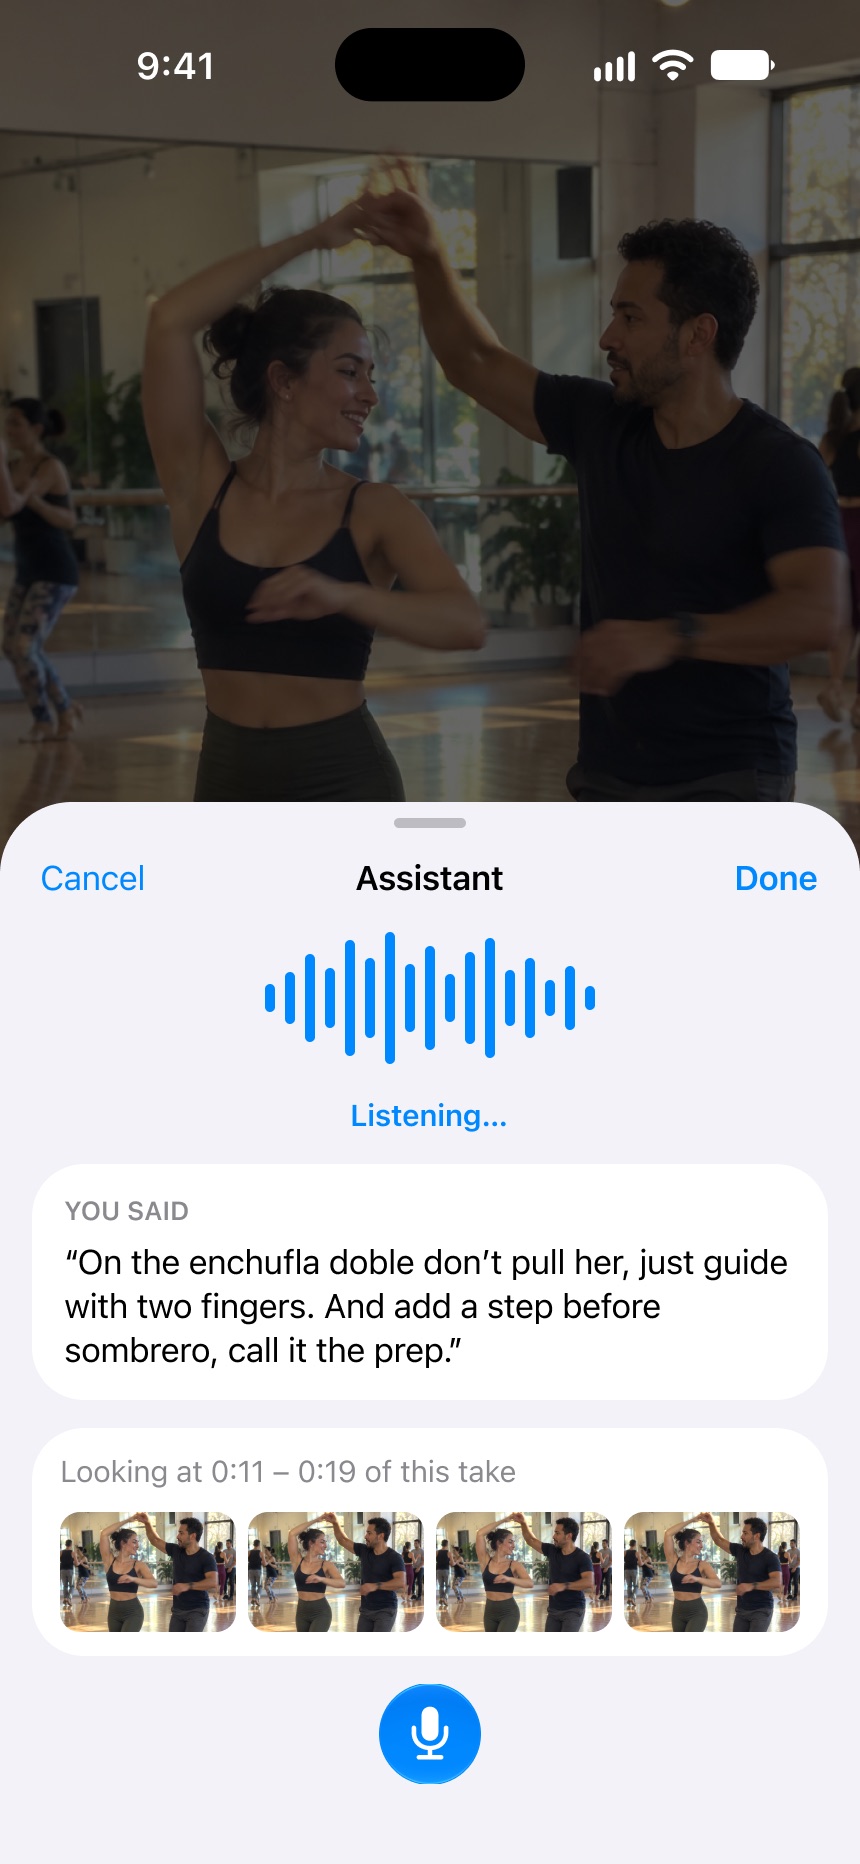 9:41
Cancel
Assistant
Done
Listening...
YOU SAID
“On the enchufla doble don’t pull her, just guide
with two fingers. And add a step before
sombrero, call it the prep.”
Looking at 0:11 – 0:19 of this take